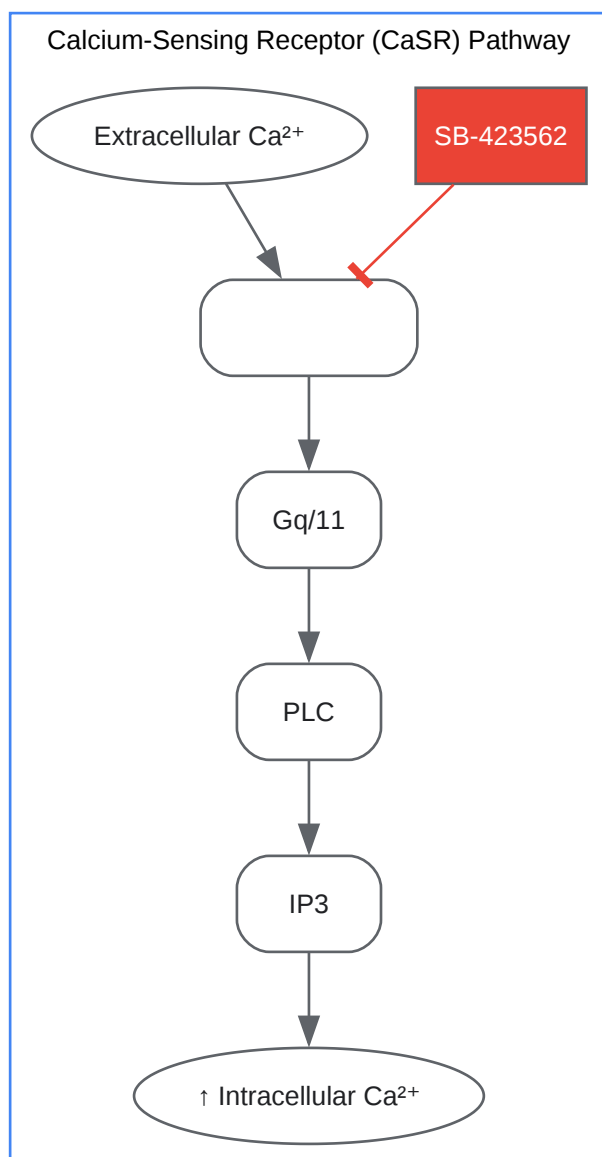 Calcium-Sensing Receptor (CaSR) Pathway
Extracellular Ca²⁺
SB-423562
Gq/11
PLC
IP3
↑ Intracellular Ca²⁺